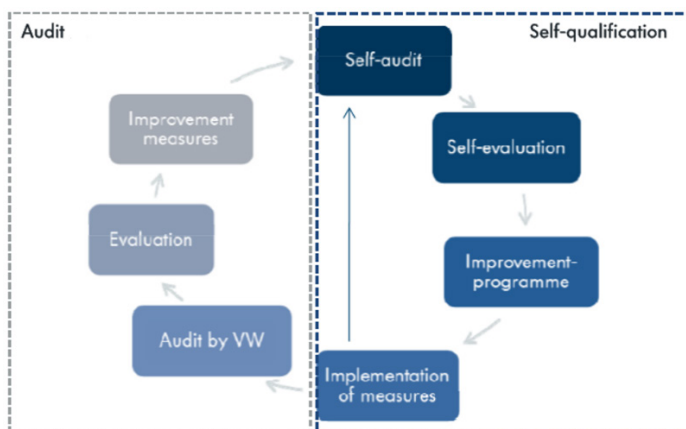 Audit
Self-qualification
Self-audit
Improvement
measures
Self-evaluation
Evaluation
Improvement-
programme
Audit by VW
Implementation
of measures